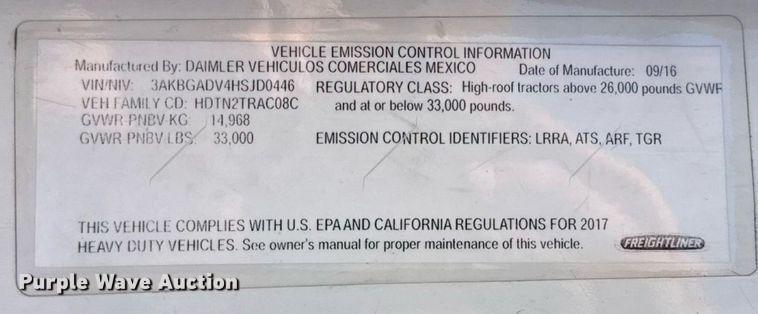 VEHICLE EMISSION CONTROL INFORMATION
Manufactured By: DAIMLER VEHICULOS COMERCIALES MEXICO Date of Manufacture: 09/16
VIN/NIV: 3AKBGADV4HSJD0446 REGULATORY CLASS: High-roof tractors above 26,000 pounds GVWR
VEH FAMILY CD: HDTN2TRAC08C and at or below 33,000 pounds.
GVWR PNBV KG: 14,968
GVWR PNBV LBS: 33,000 EMISSION CONTROL IDENTIFIERS: LRRA, ATS, ARF, TGR
THIS VEHICLE COMPLIES WITH U.S. EPA AND CALIFORNIA REGULATIONS FOR 2017
HEAVY DUTY VEHICLES. See owner's manual for proper maintenance of this vehicle. FREIGHTLINER
Purple Wave Auction